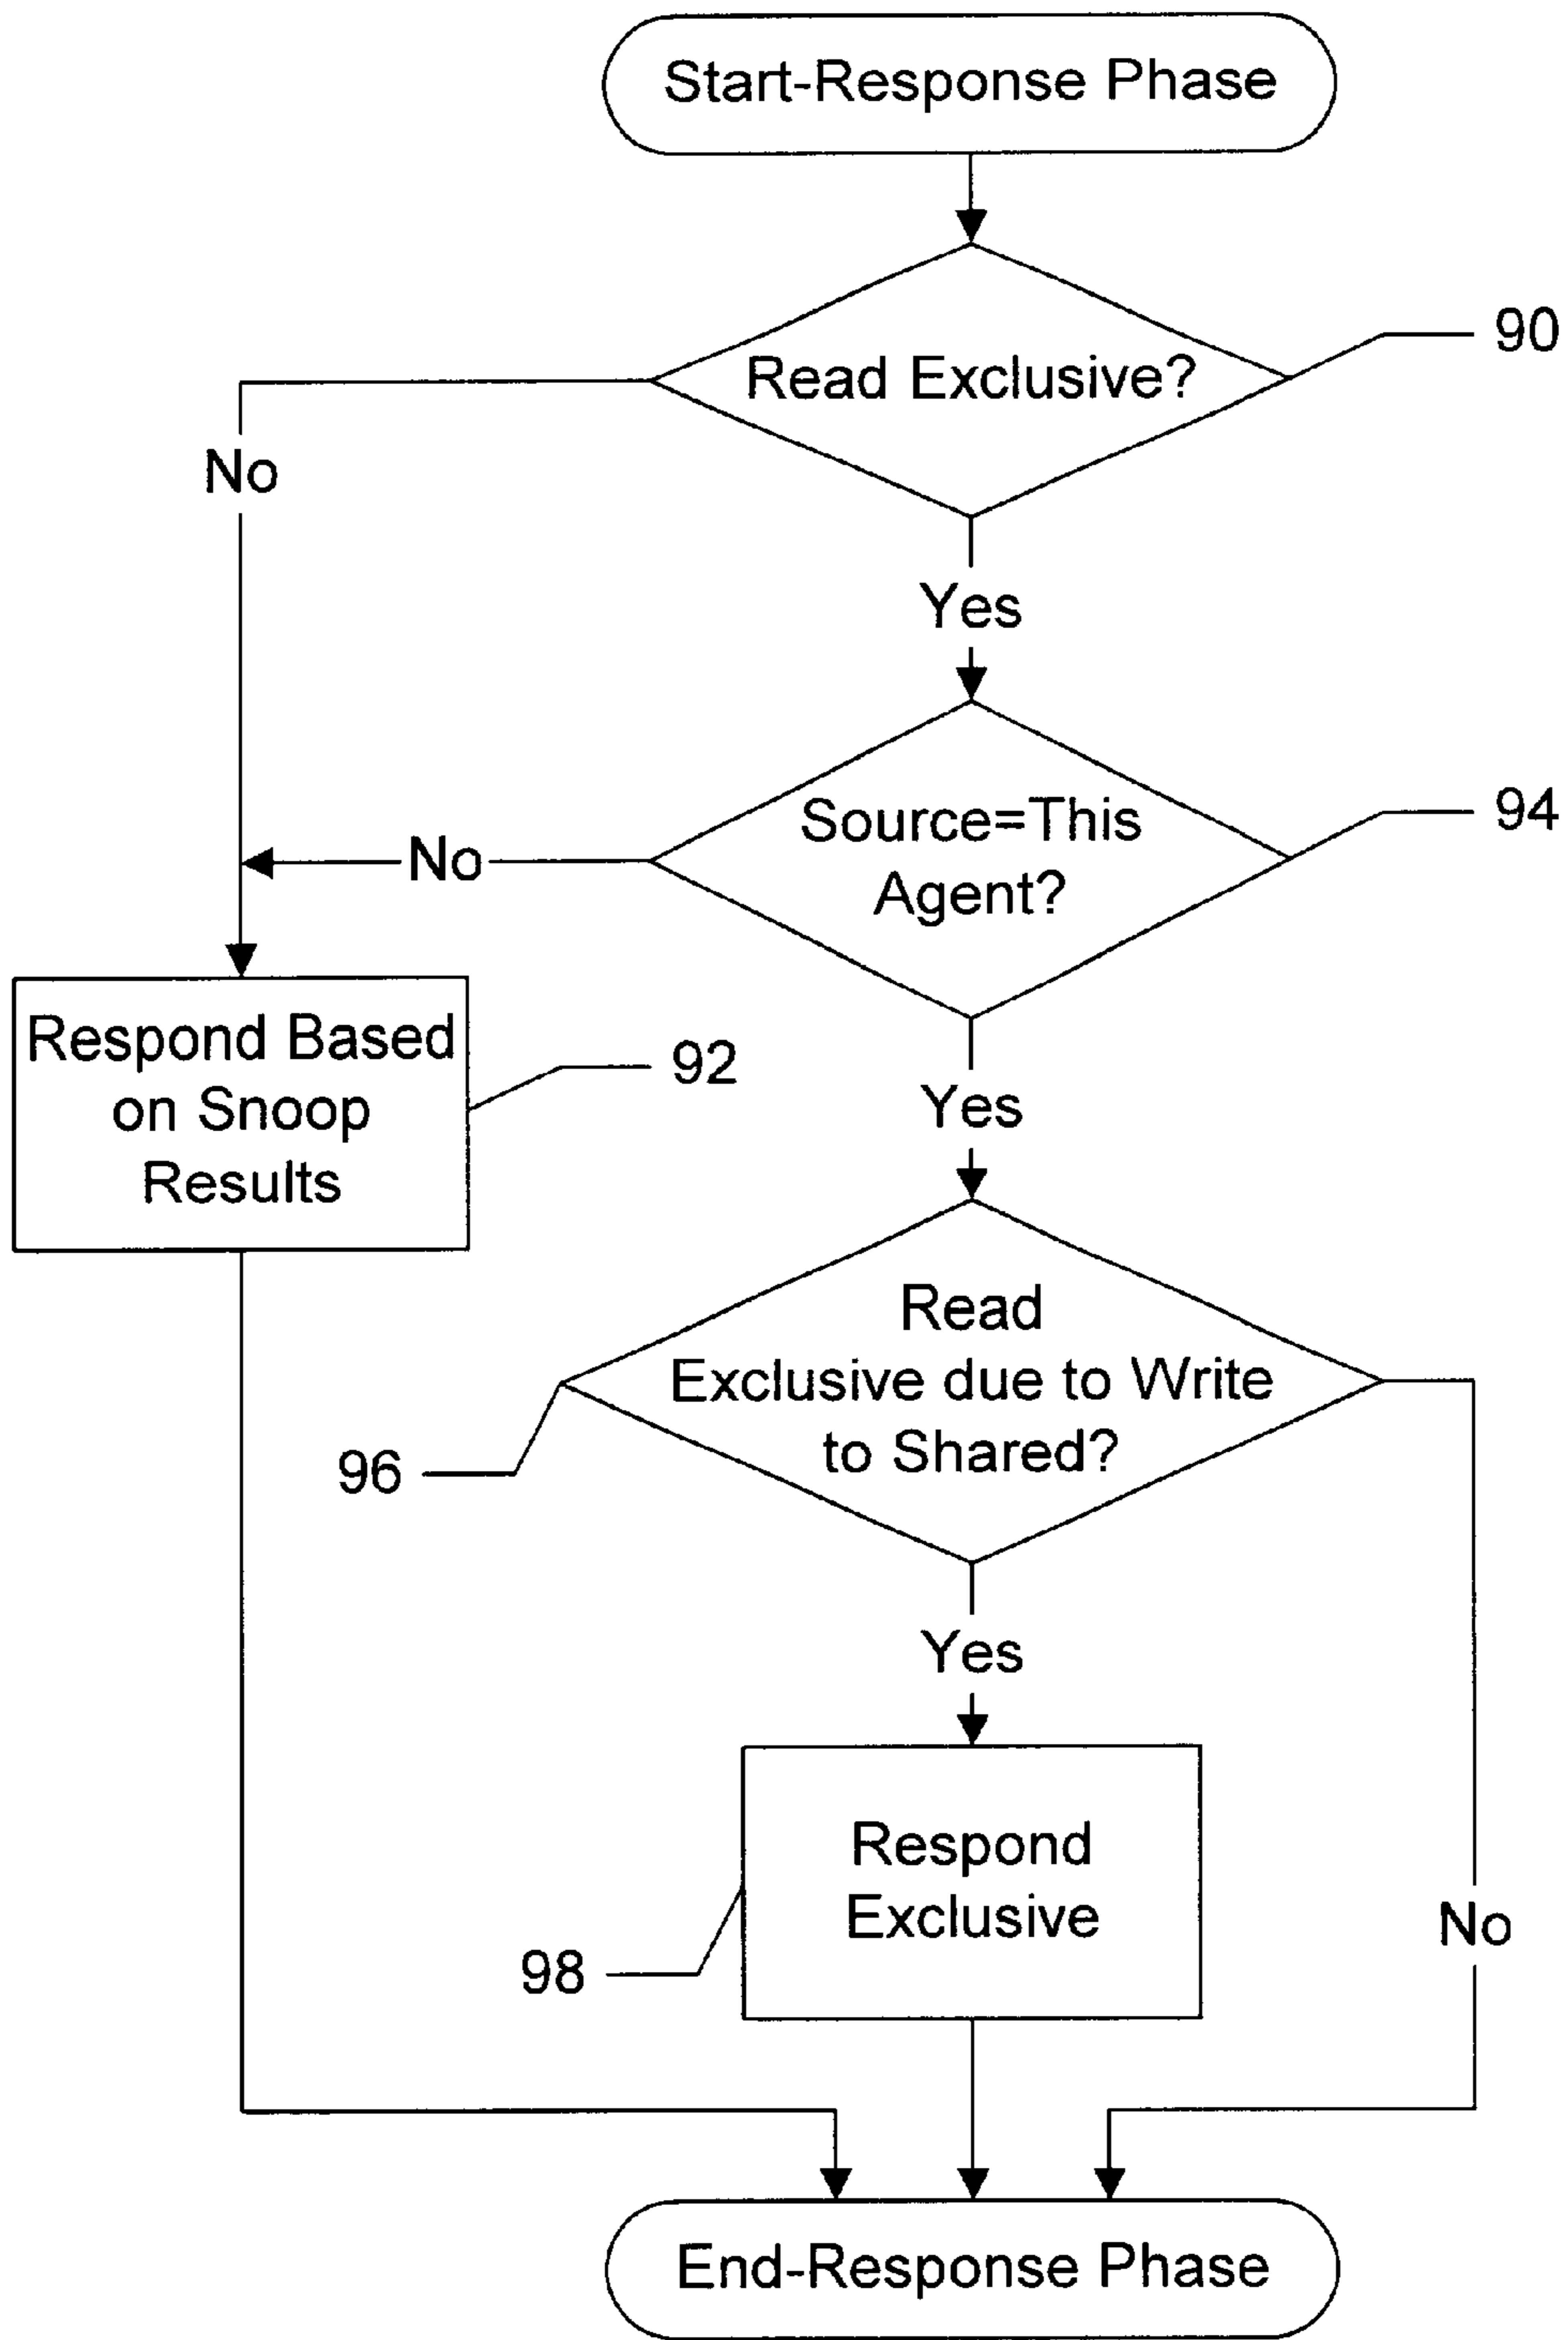 Start-Response Phase
Read Exclusive?
90
No
Yes
Source=This
Agent?
94
No
Respond Based
on Snoop
Results
92
Yes
Read
Exclusive due to Write
to Shared?
96
Yes
Respond
Exclusive
98
No
End-Response Phase